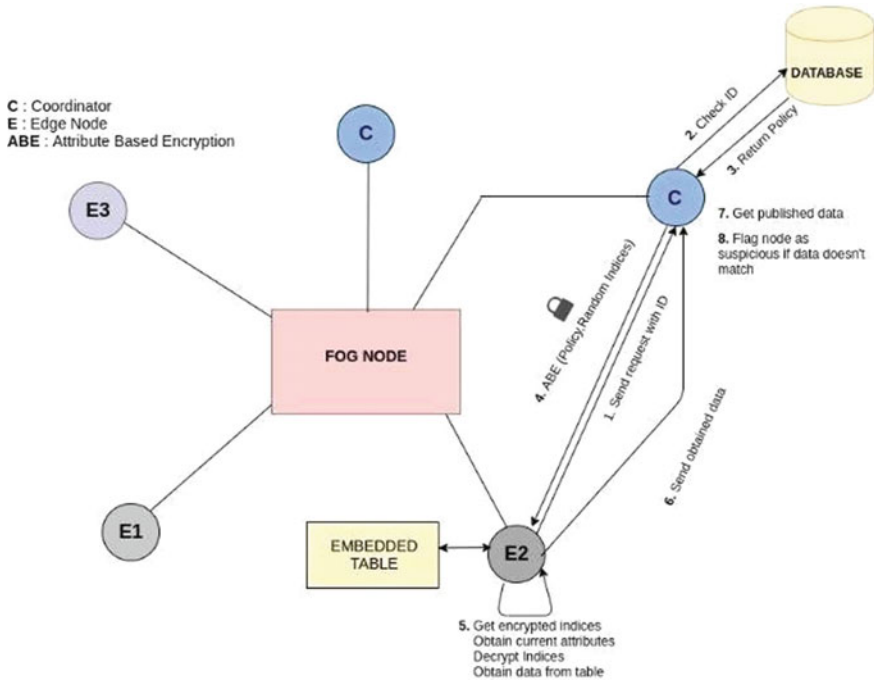 DATABASE
C : Coordinator
E : Edge Node
ABE : Attribute Based Encryption
C
2. Check ID
3. Return Policy
E3
C
7. Get published data
8. Flag node as
suspicious if data doesn't
match
4. ABE (Policy,Random Indices)
1. Send request with ID
FOG NODE
6. Send obtained data
E1
EMBEDDED
TABLE
E2
5. Get encrypted indices
Obtain current attributes
Decrypt Indices
Obtain data from table